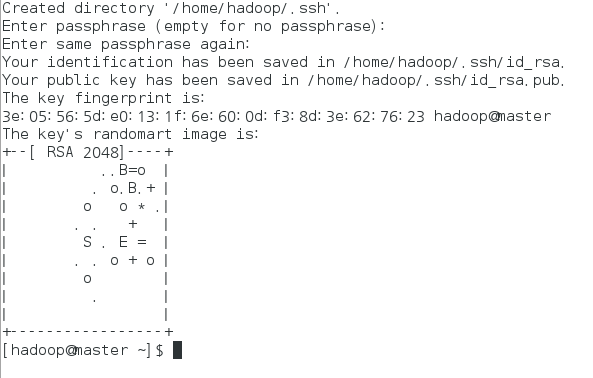 Created directory '/home/hadoop/.ssh'.
Enter passphrase (empty for no passphrase):
Enter same passphrase again:
Your identification has been saved in /home/hadoop/.ssh/id_rsa.
Your public key has been saved in /home/hadoop/.ssh/id_rsa.pub.
The key fingerprint is:
3e:05:56:5d:e0:13:1f:6e:60:0d:f3:8d:3e:62:76:23 hadoop@master
The key's randomart image is:
+--[ RSA 2048]----+
|          ..B=o  |
|         . o.B.+ |
|        o   o * .|
|       . .   +   |
|        S . E =  |
|       . . o + o |
|        o        |
|         .       |
|                 |
+-----------------+
[hadoop@master ~]$